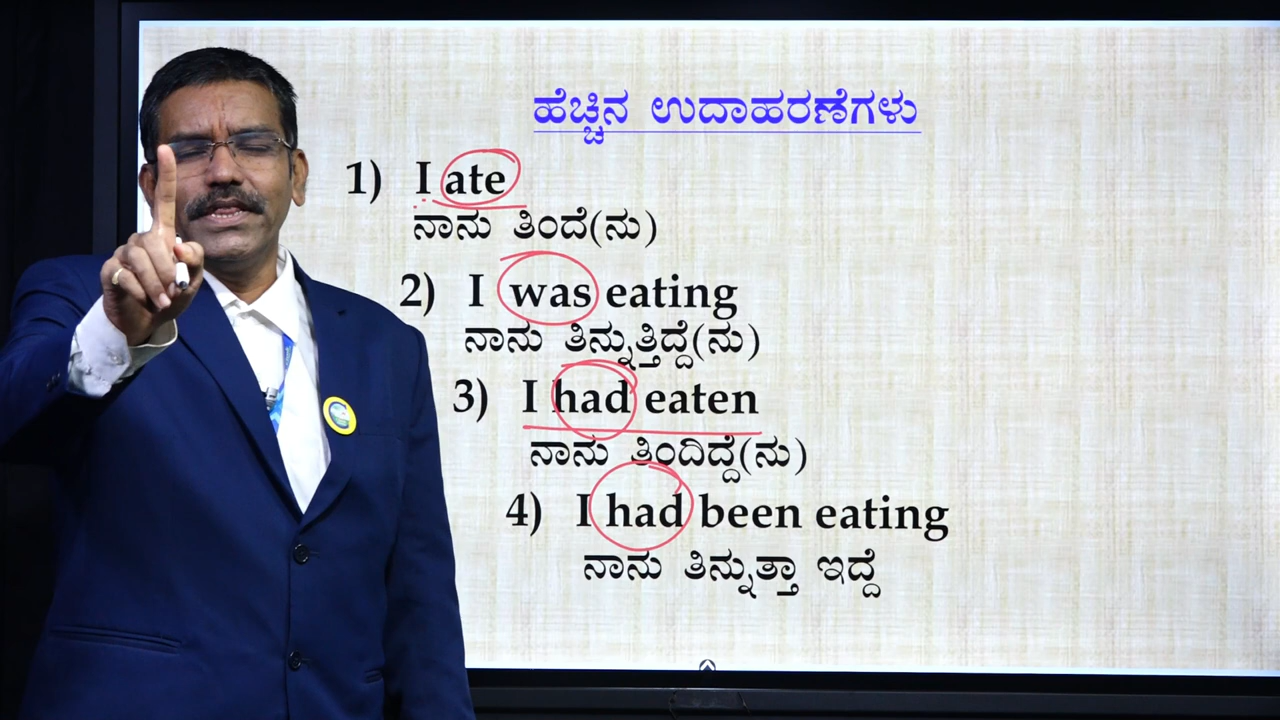 ಹೆಚ್ಚಿನ ಉದಾಹರಣೆಗಳು
1) I ate
ನಾನು ತಿಂದೆ(ನು)
2) I was eating
ನಾನು ತಿನ್ನುತ್ತಿದ್ದೆ(ನು)
3) I had eaten
ನಾನು ತಿಂದಿದ್ದೆ(ನು)
4) I had been eating
ನಾನು ತಿನ್ನುತ್ತಾ ಇದ್ದೆ